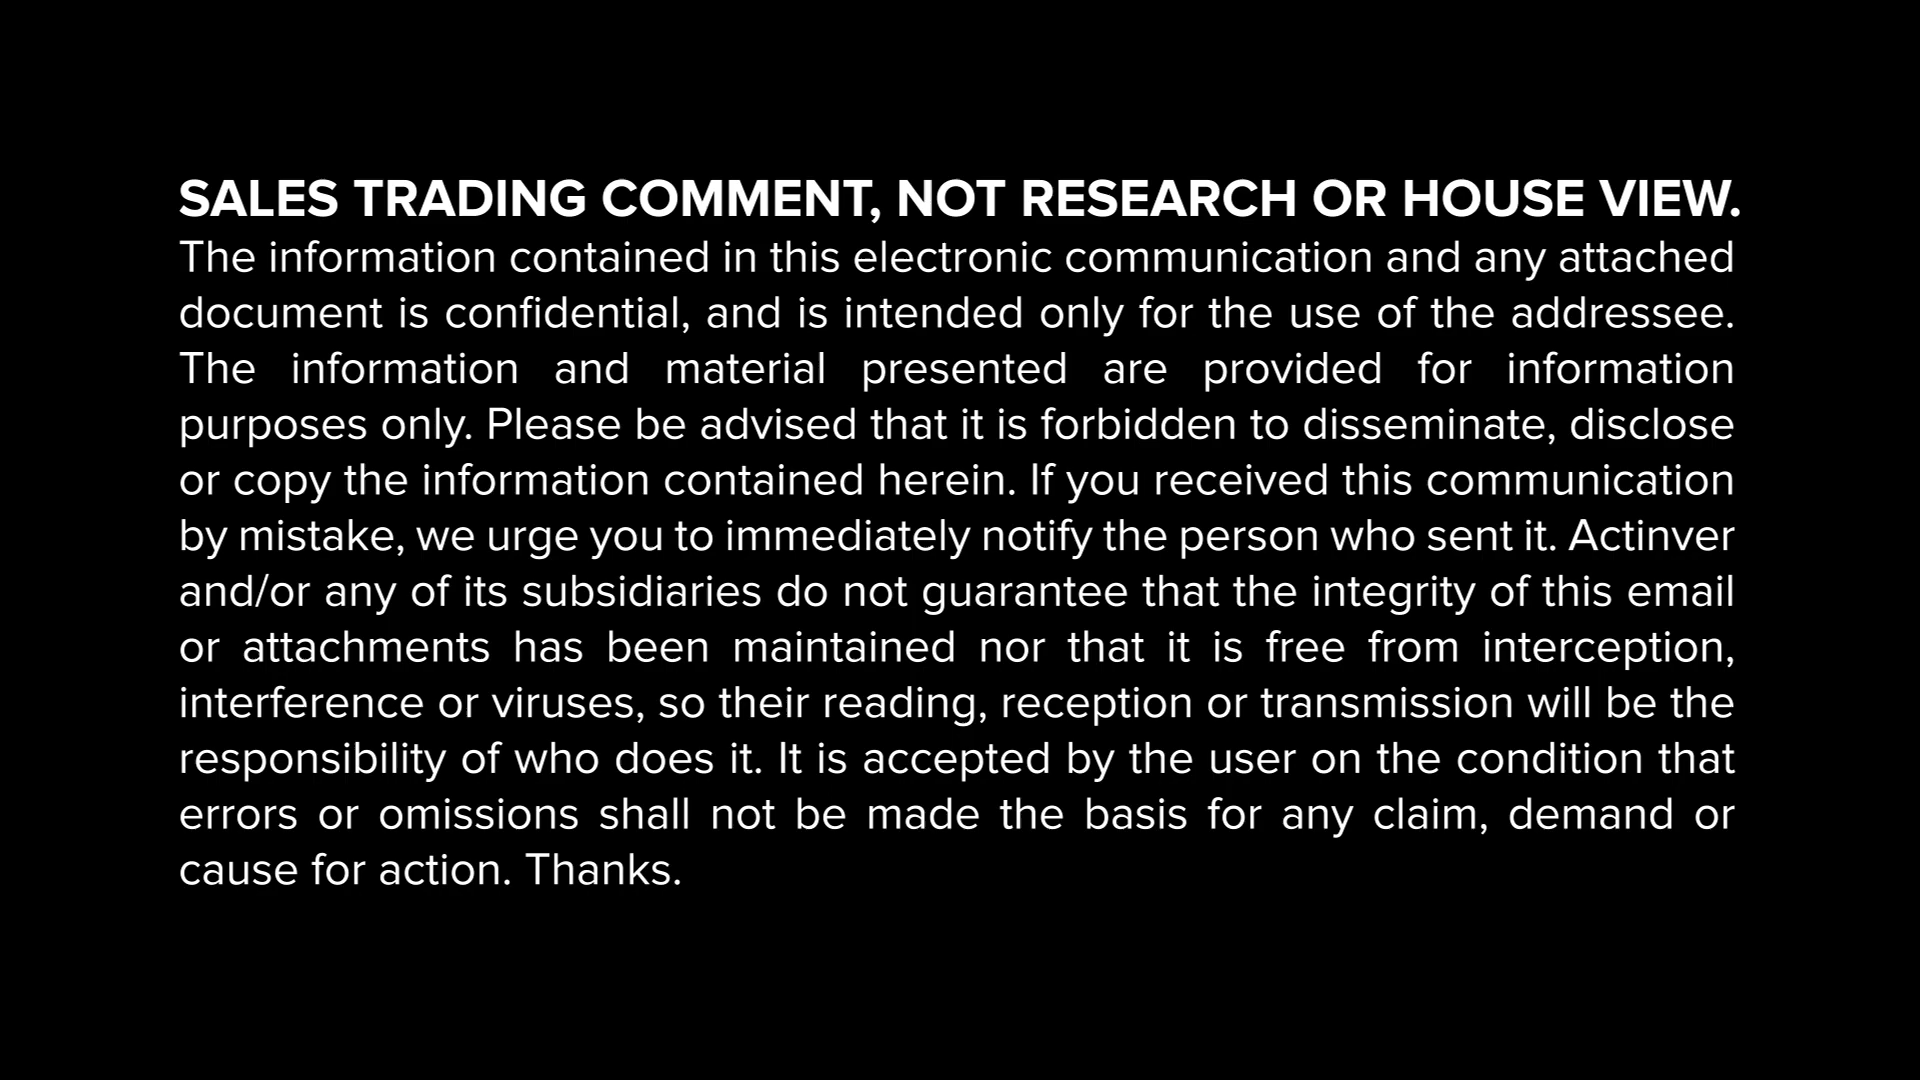 SALES TRADING COMMENT, NOT RESEARCH OR HOUSE VIEW.
The information contained in this electronic communication and any attached
document is confidential, and is intended only for the use of the addressee.
The information and material presented are provided for information
purposes only. Please be advised that it is forbidden to disseminate, disclose
or copy the information contained herein. If you received this communication
by mistake, we urge you to immediately notify the person who sent it. Actinver
and/or any of its subsidiaries do not guarantee that the integrity of this email
or attachments has been maintained nor that it is free from interception,
interference or viruses, so their reading, reception or transmission will be the
responsibility of who does it. It is accepted by the user on the condition that
errors or omissions shall not be made the basis for any claim, demand or
cause for action. Thanks.